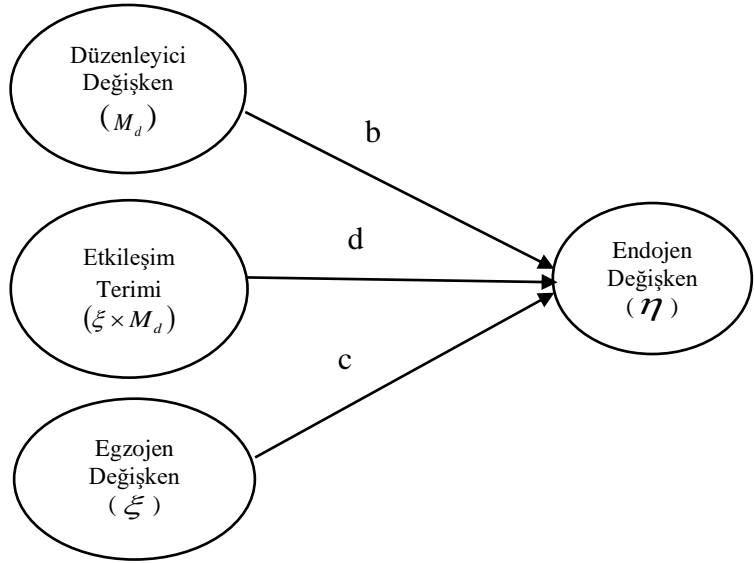 Düzenleyici
Değişken
(M_d)
b
d
Etkileşim
Terimi
(ξ × M_d)
Endojen
Değişken
( η )
c
Egzojen
Değişken
( ξ )